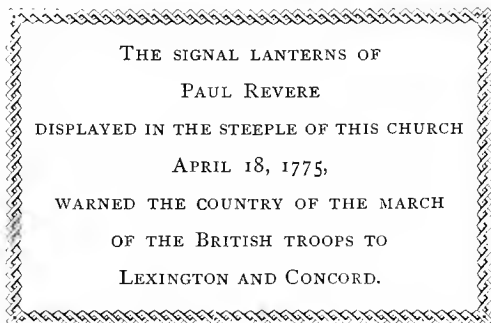 The signal lanterns of
Paul Revere
displayed in the steeple of this church
April 18, 1775,
warned the country of the march
of the British troops to
Lexington and Concord.